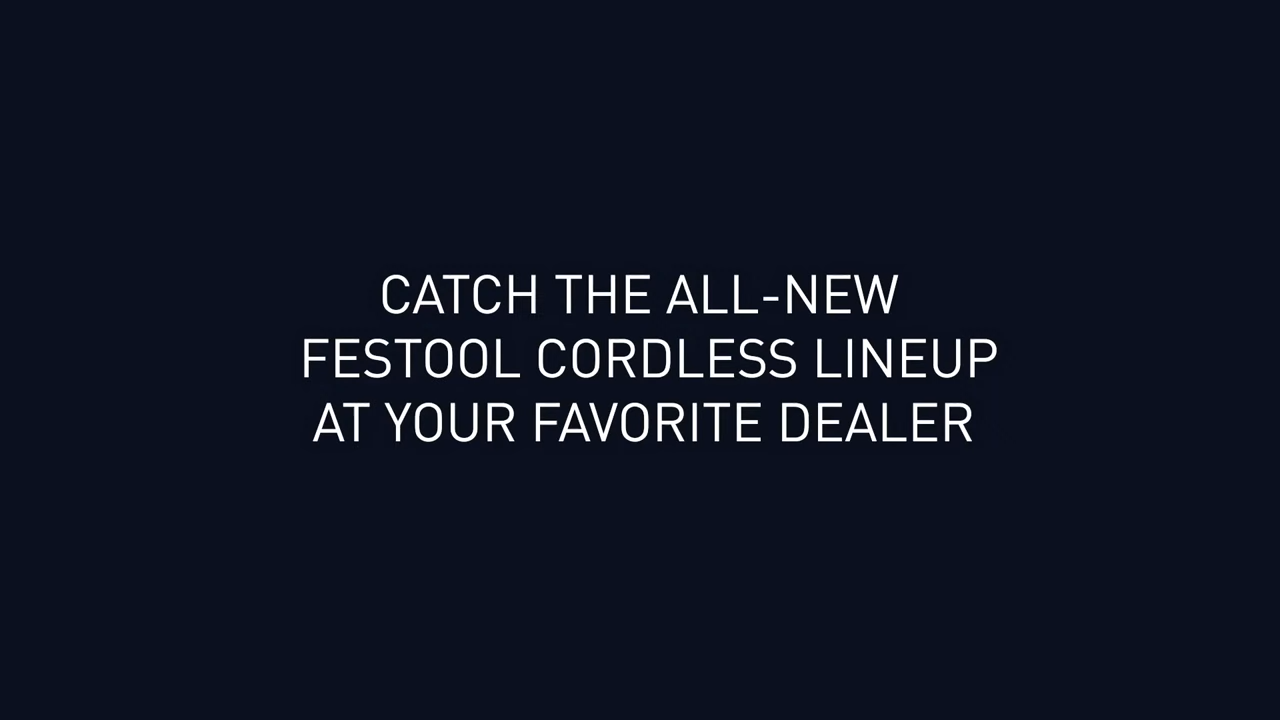 CATCH THE ALL-NEW
FESTOOL CORDLESS LINEUP
AT YOUR FAVORITE DEALER